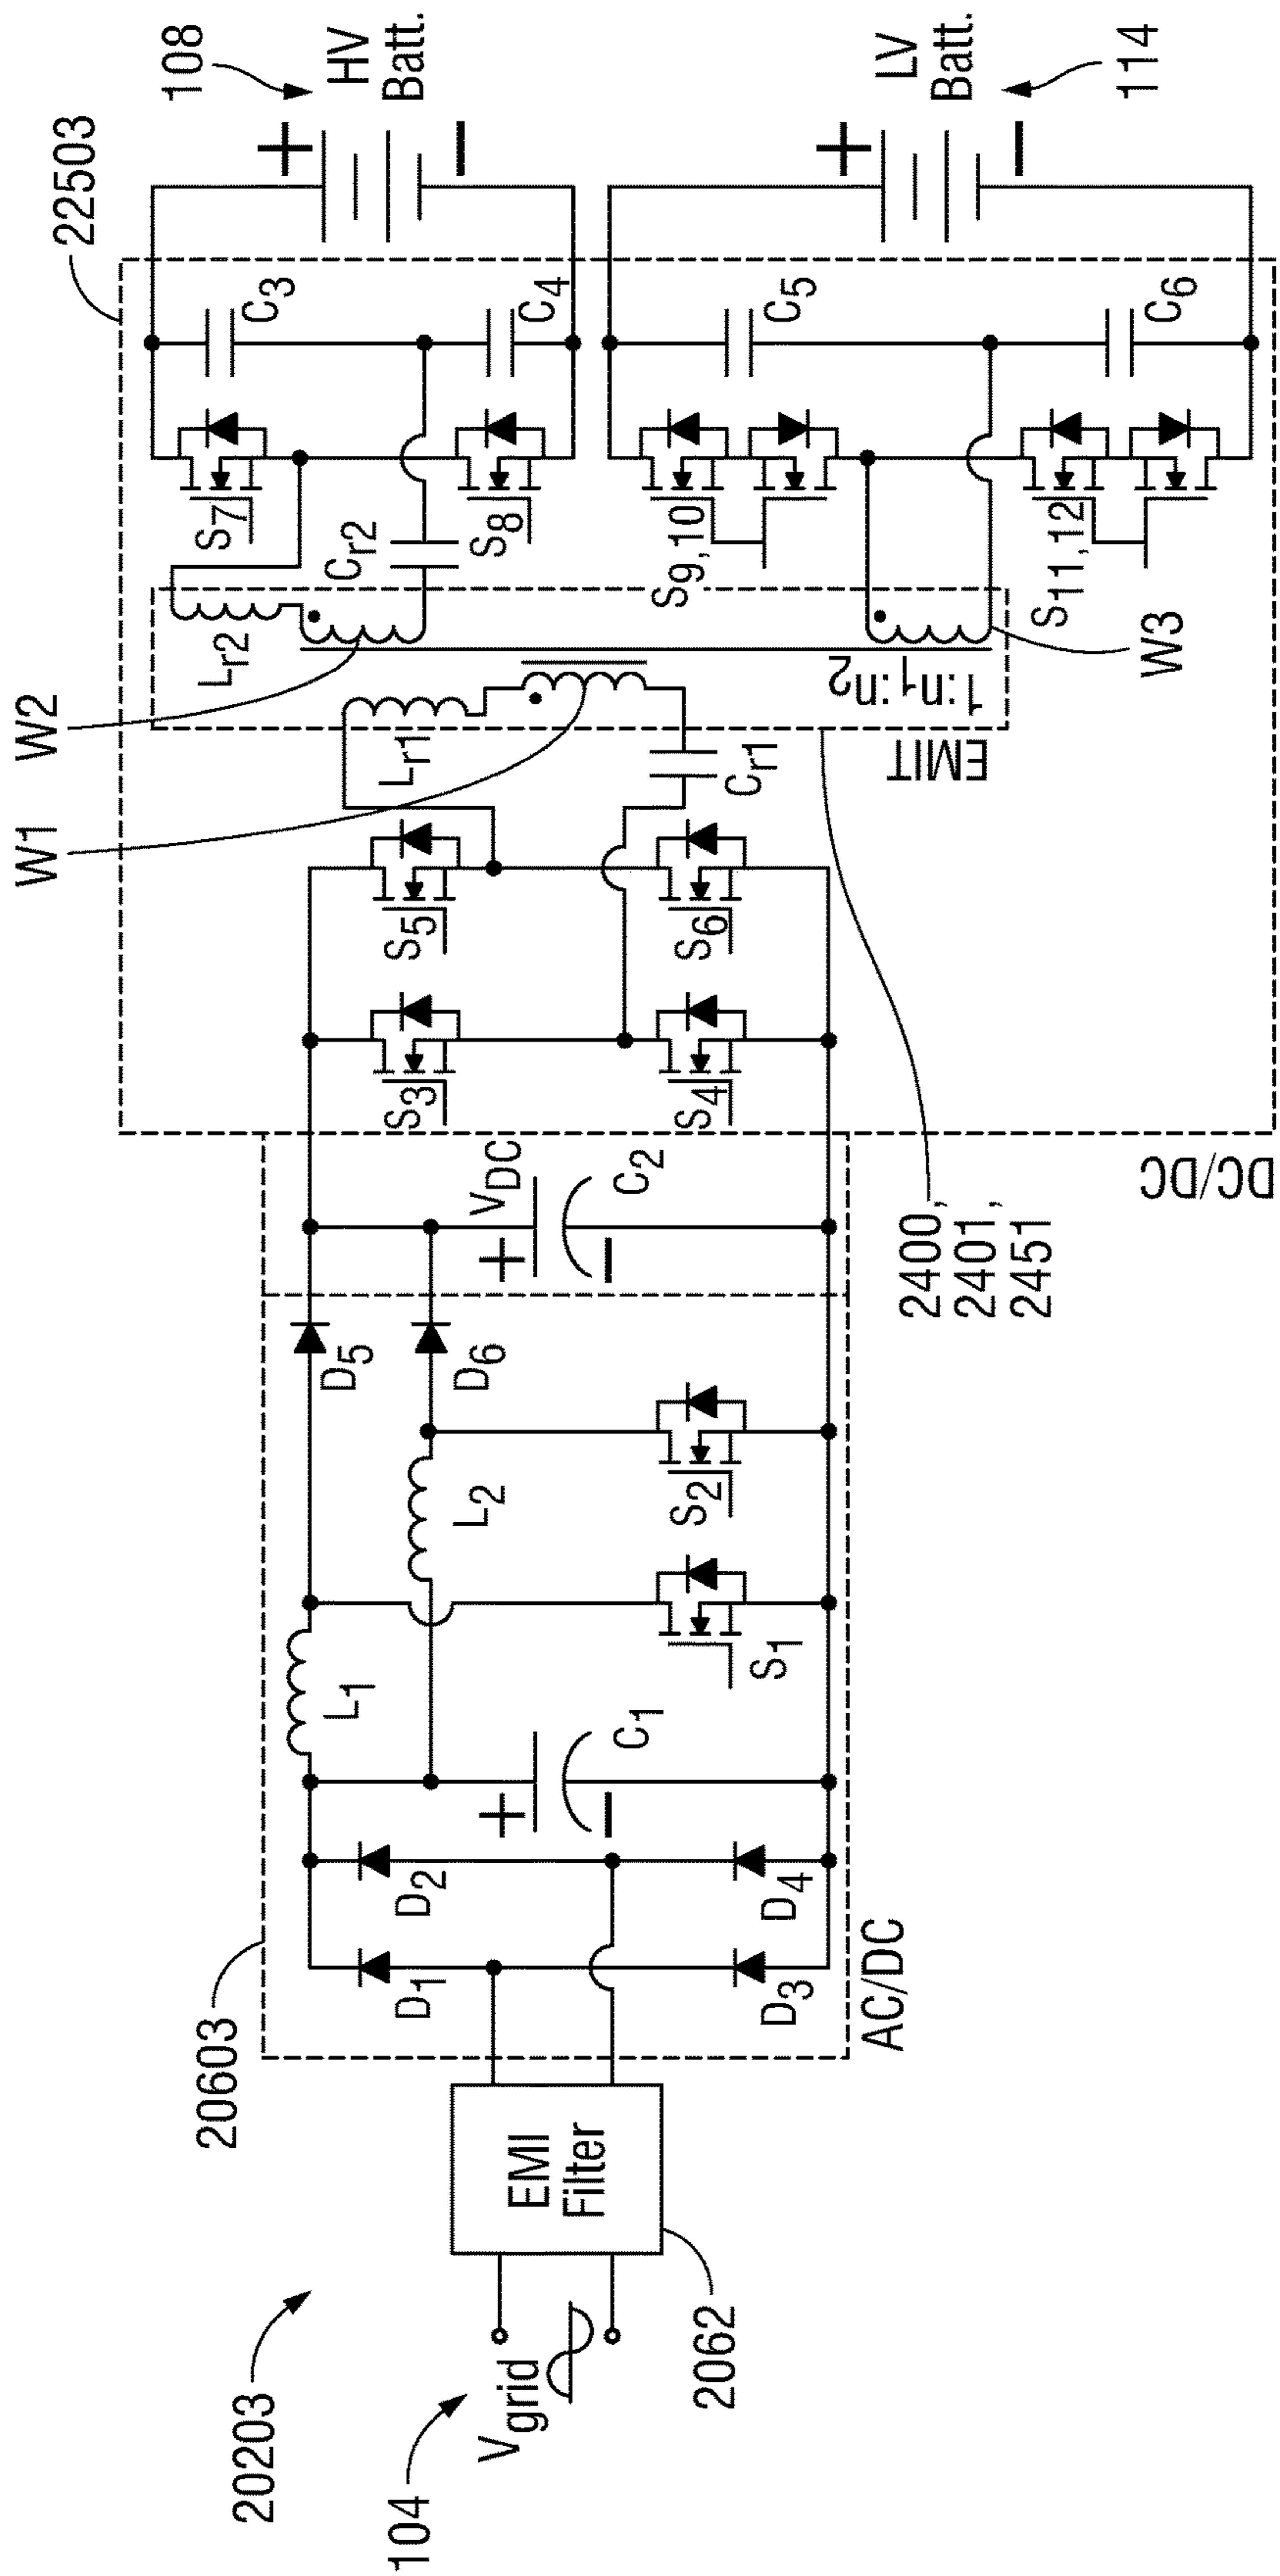 20203
104
Vgrid
EMI
Filter
2062
20603
AC/DC
D1
D2
D3
D4
C1
L1
L2
S1
S2
D5
D6
VDC
C2
DC/DC
22503
S3
S4
S5
S6
W1
W2
Lr1
Cr1
Lr2
Cr2
EMIT
1:n1:n2
W3
2400,
2401,
2451
S7
S8
S9,10
S11,12
C3
C4
C5
C6
108
HV
Batt.
LV
Batt.
114
+
−
+
−
+
−
+
−